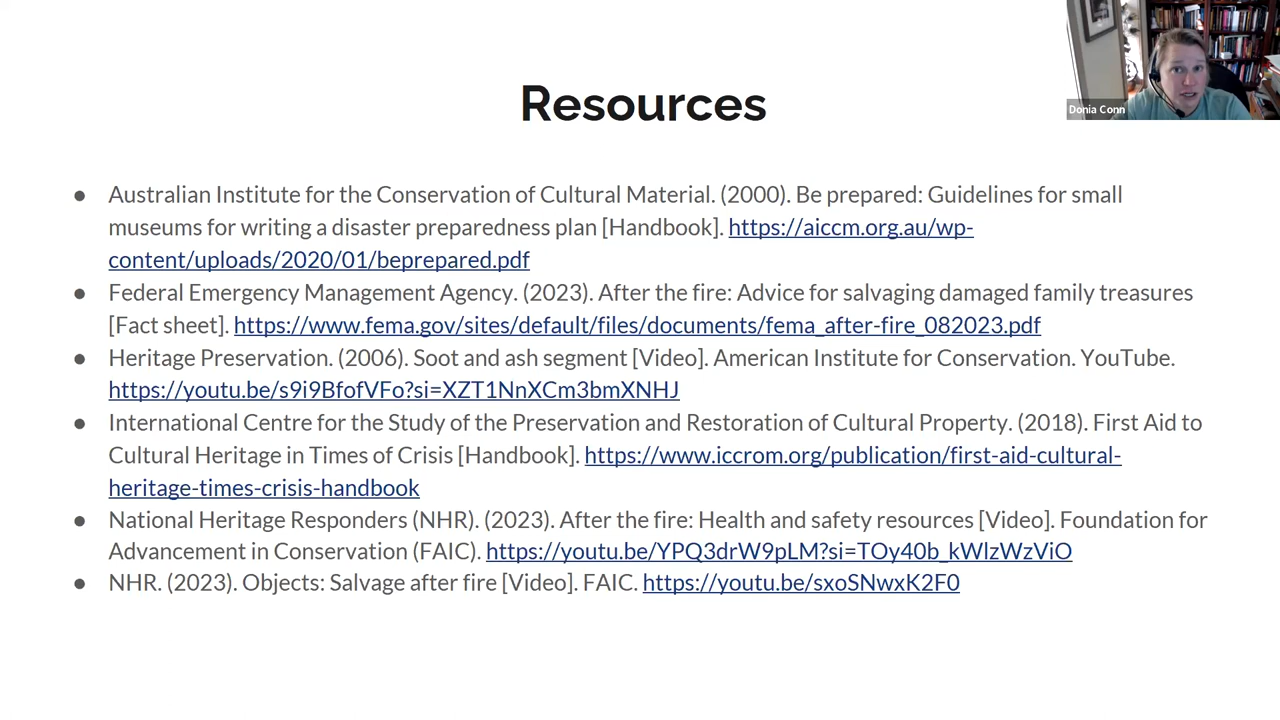 Resources
Donia Conn
● Australian Institute for the Conservation of Cultural Material. (2000). Be prepared: Guidelines for small
museums for writing a disaster preparedness plan [Handbook]. https://aiccm.org.au/wp-
content/uploads/2020/01/beprepared.pdf
● Federal Emergency Management Agency. (2023). After the fire: Advice for salvaging damaged family treasures
[Fact sheet]. https://www.fema.gov/sites/default/files/documents/fema_after-fire_082023.pdf
● Heritage Preservation. (2006). Soot and ash segment [Video]. American Institute for Conservation. YouTube.
https://youtu.be/s9i9BfofVFo?si=XZT1NnXCm3bmXNHJ
● International Centre for the Study of the Preservation and Restoration of Cultural Property. (2018). First Aid to
Cultural Heritage in Times of Crisis [Handbook]. https://www.iccrom.org/publication/first-aid-cultural-
heritage-times-crisis-handbook
● National Heritage Responders (NHR). (2023). After the fire: Health and safety resources [Video]. Foundation for
Advancement in Conservation (FAIC). https://youtu.be/YPQ3drW9pLM?si=TOy40b_kWlzWzViO
● NHR. (2023). Objects: Salvage after fire [Video]. FAIC. https://youtu.be/sxoSNwxK2F0